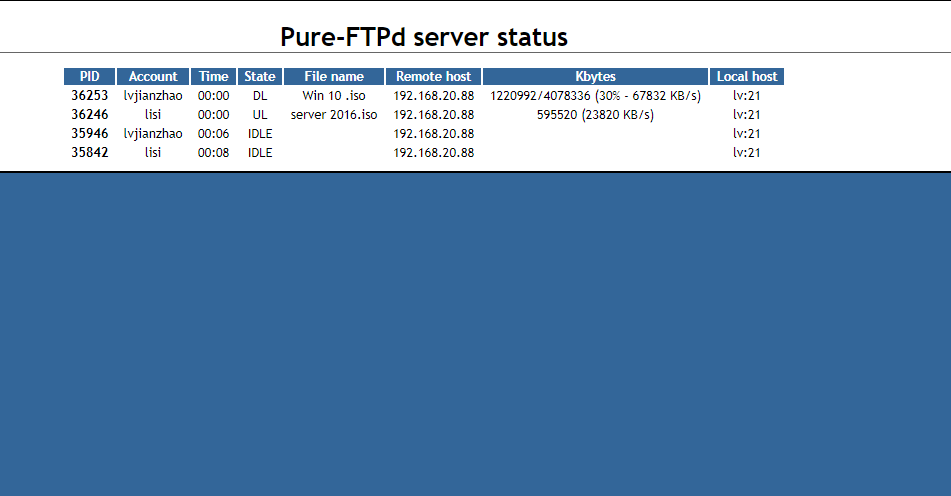 Pure-FTPd server status
PID Account Time State File name Remote host Kbytes Local host
36253 lvjianzhao 00:00 DL Win 10 .iso 192.168.20.88 1220992/4078336 (30% - 67832 KB/s) lv:21
36246 lisi 00:00 UL server 2016.iso 192.168.20.88 595520 (23820 KB/s) lv:21
35946 lvjianzhao 00:06 IDLE 192.168.20.88 lv:21
35842 lisi 00:08 IDLE 192.168.20.88 lv:21